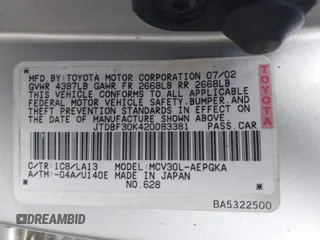 MFD. BY: TOYOTA MOTOR CORPORATION 07/02
GVWR 4387LB GAWR FR 2668LB RR 2668LB
THIS VEHICLE CONFORMS TO ALL APPLICABLE
FEDERAL MOTOR VEHICLE SAFETY, BUMPER, AND
THEFT PREVENTION STANDARDS IN EFFECT ON
THE DATE OF MANUFACTURE SHOWN ABOVE.
JTDBF30K420083381 PASS.CAR
TOYOTA
C/TR: 1C8/LA13 MODEL: MCV30L-AEPGKA
A/TM: -04A/U140E MADE IN JAPAN
NO.628
BA5322500
DREAMBID